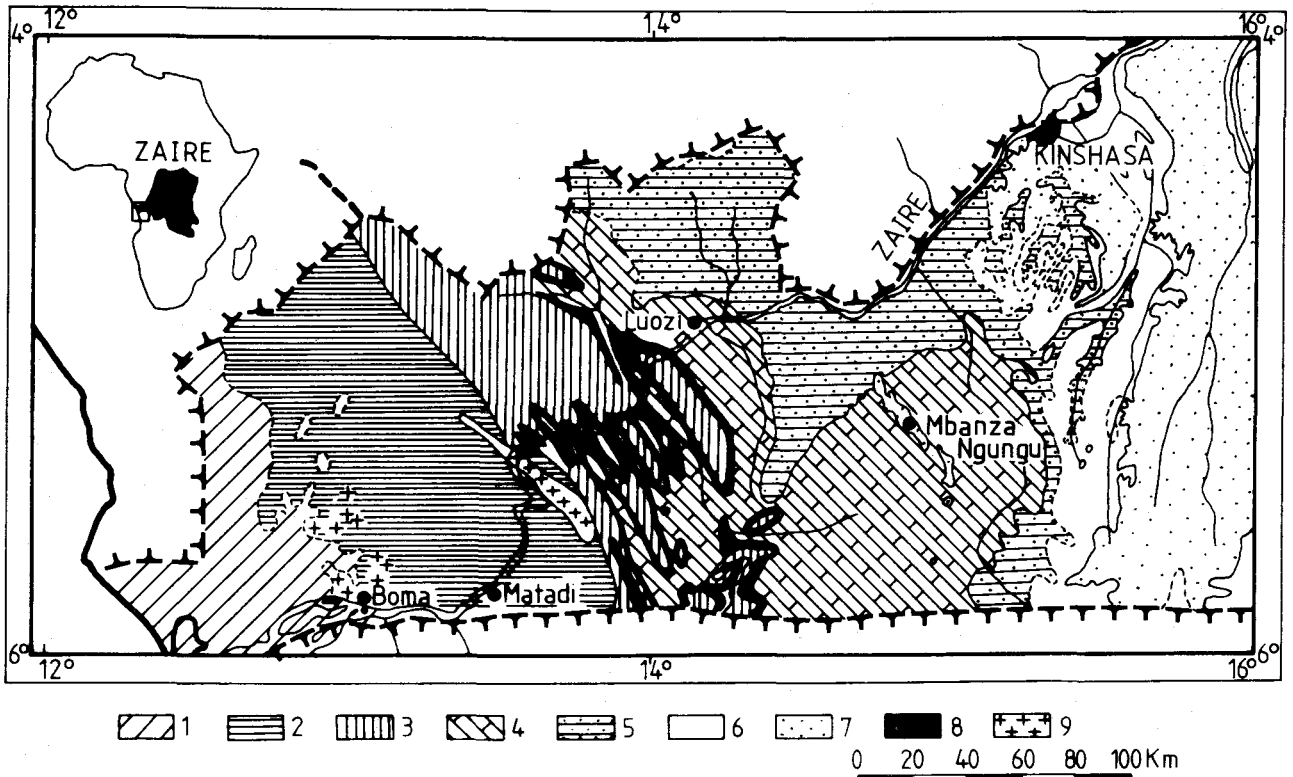 12° 14° 16°
4° 4°
ZAIRE
KINSHASA
ZAIRE
Luozi
Mbanza
Ngungu
Boma
Matadi
6° 6°
12° 14° 16°
1 2 3 4 5 6 7 8 9
0 20 40 60 80 100 Km